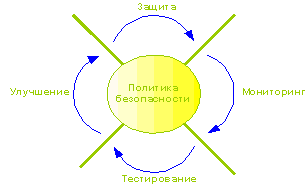 Защита
Улучшение
Политика
безопасности
Мониторинг
Тестирование